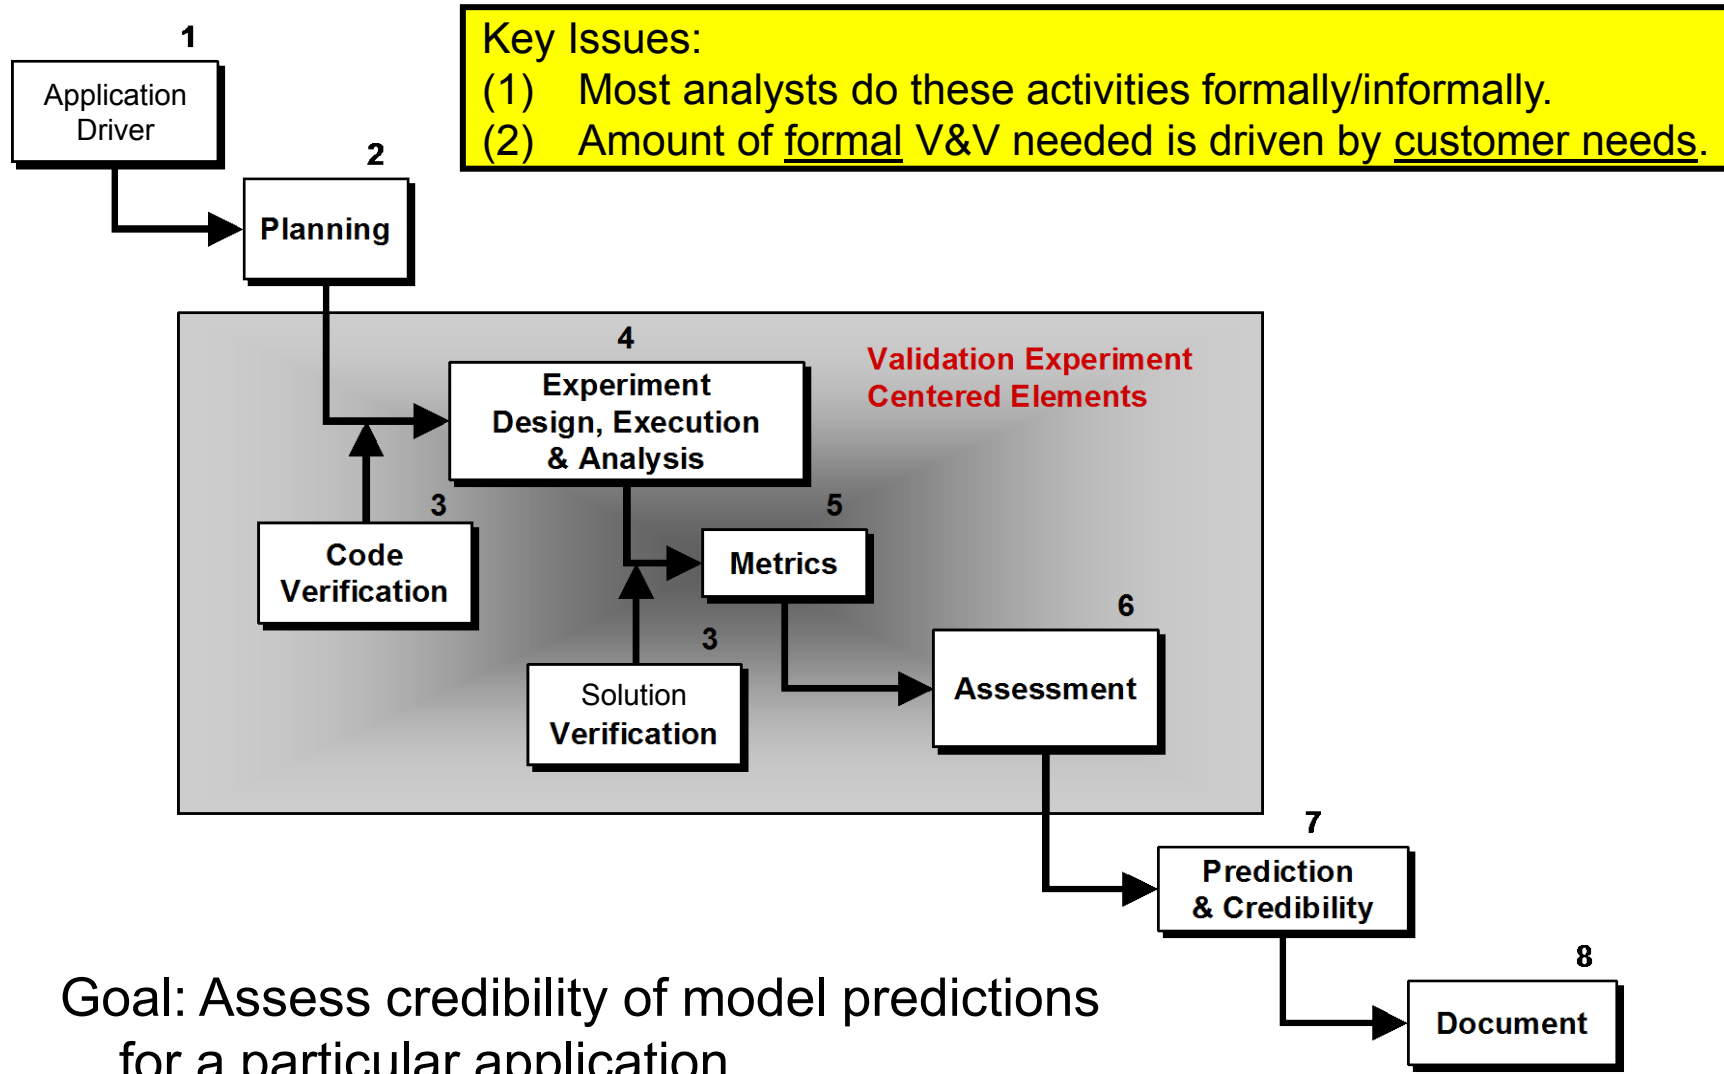 1
Application
Driver
Key Issues:
(1) Most analysts do these activities formally/informally.
(2) Amount of formal V&V needed is driven by customer needs.
2
Planning
4
Experiment
Design, Execution
& Analysis
Validation Experiment
Centered Elements
3
Code
Verification
5
Metrics
3
Solution
Verification
6
Assessment
7
Prediction
& Credibility
8
Document
Goal: Assess credibility of model predictions
for a particular application